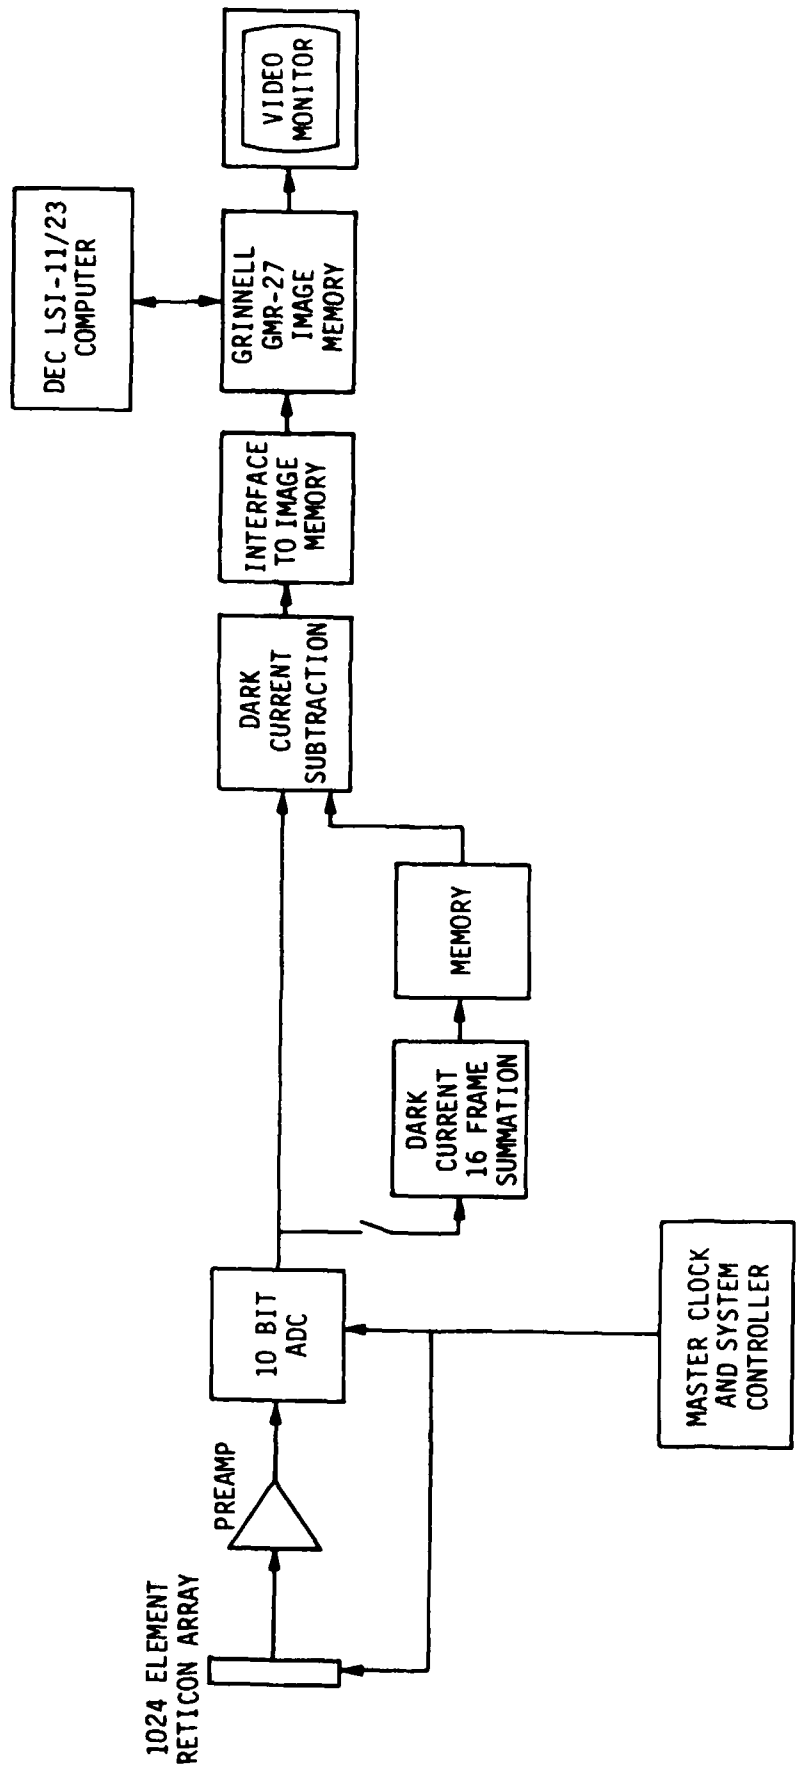 1024 ELEMENT
RETICON ARRAY
PREAMP
10 BIT
ADC
MASTER CLOCK
AND SYSTEM
CONTROLLER
DARK
CURRENT
16 FRAME
SUMMATION
MEMORY
DARK
CURRENT
SUBTRACTION
INTERFACE
TO IMAGE
MEMORY
GRINNELL
GMR-27
IMAGE
MEMORY
DEC LSI-11/23
COMPUTER
VIDEO
MONITOR